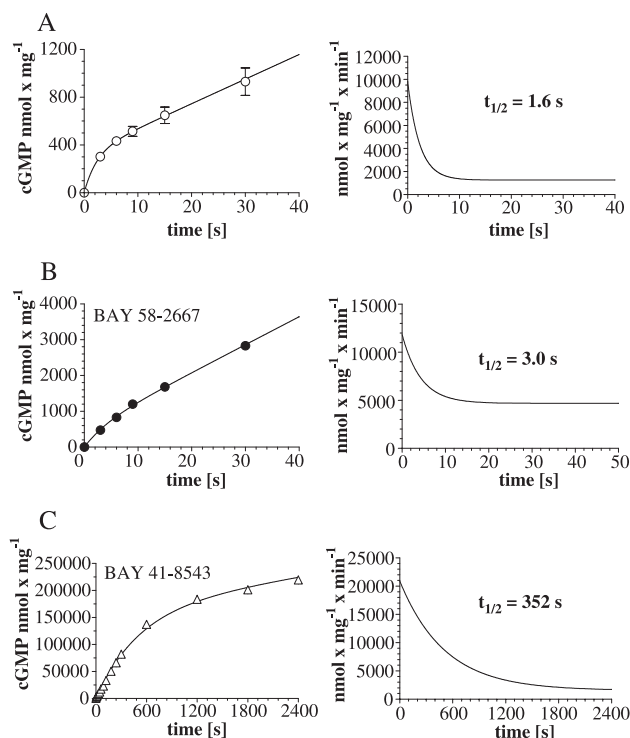 A
cGMP nmol x mg⁻¹
1200
800
400
0
0 10 20 30 40
time [s]
nmol x mg⁻¹ x min⁻¹
12000
10000
8000
6000
4000
2000
0
t1/2 = 1.6 s
0 10 20 30 40
time [s]
B
BAY 58-2667
cGMP nmol x mg⁻¹
4000
3000
2000
1000
0
0 10 20 30 40
time [s]
nmol x mg⁻¹ x min⁻¹
15000
10000
5000
0
t1/2 = 3.0 s
0 10 20 30 40 50
time [s]
C
BAY 41-8543
cGMP nmol x mg⁻¹
250000
200000
150000
100000
50000
0
0 600 1200 1800 2400
time [s]
nmol x mg⁻¹ x min⁻¹
25000
20000
15000
10000
5000
0
t1/2 = 352 s
0 600 1200 1800 2400
time [s]